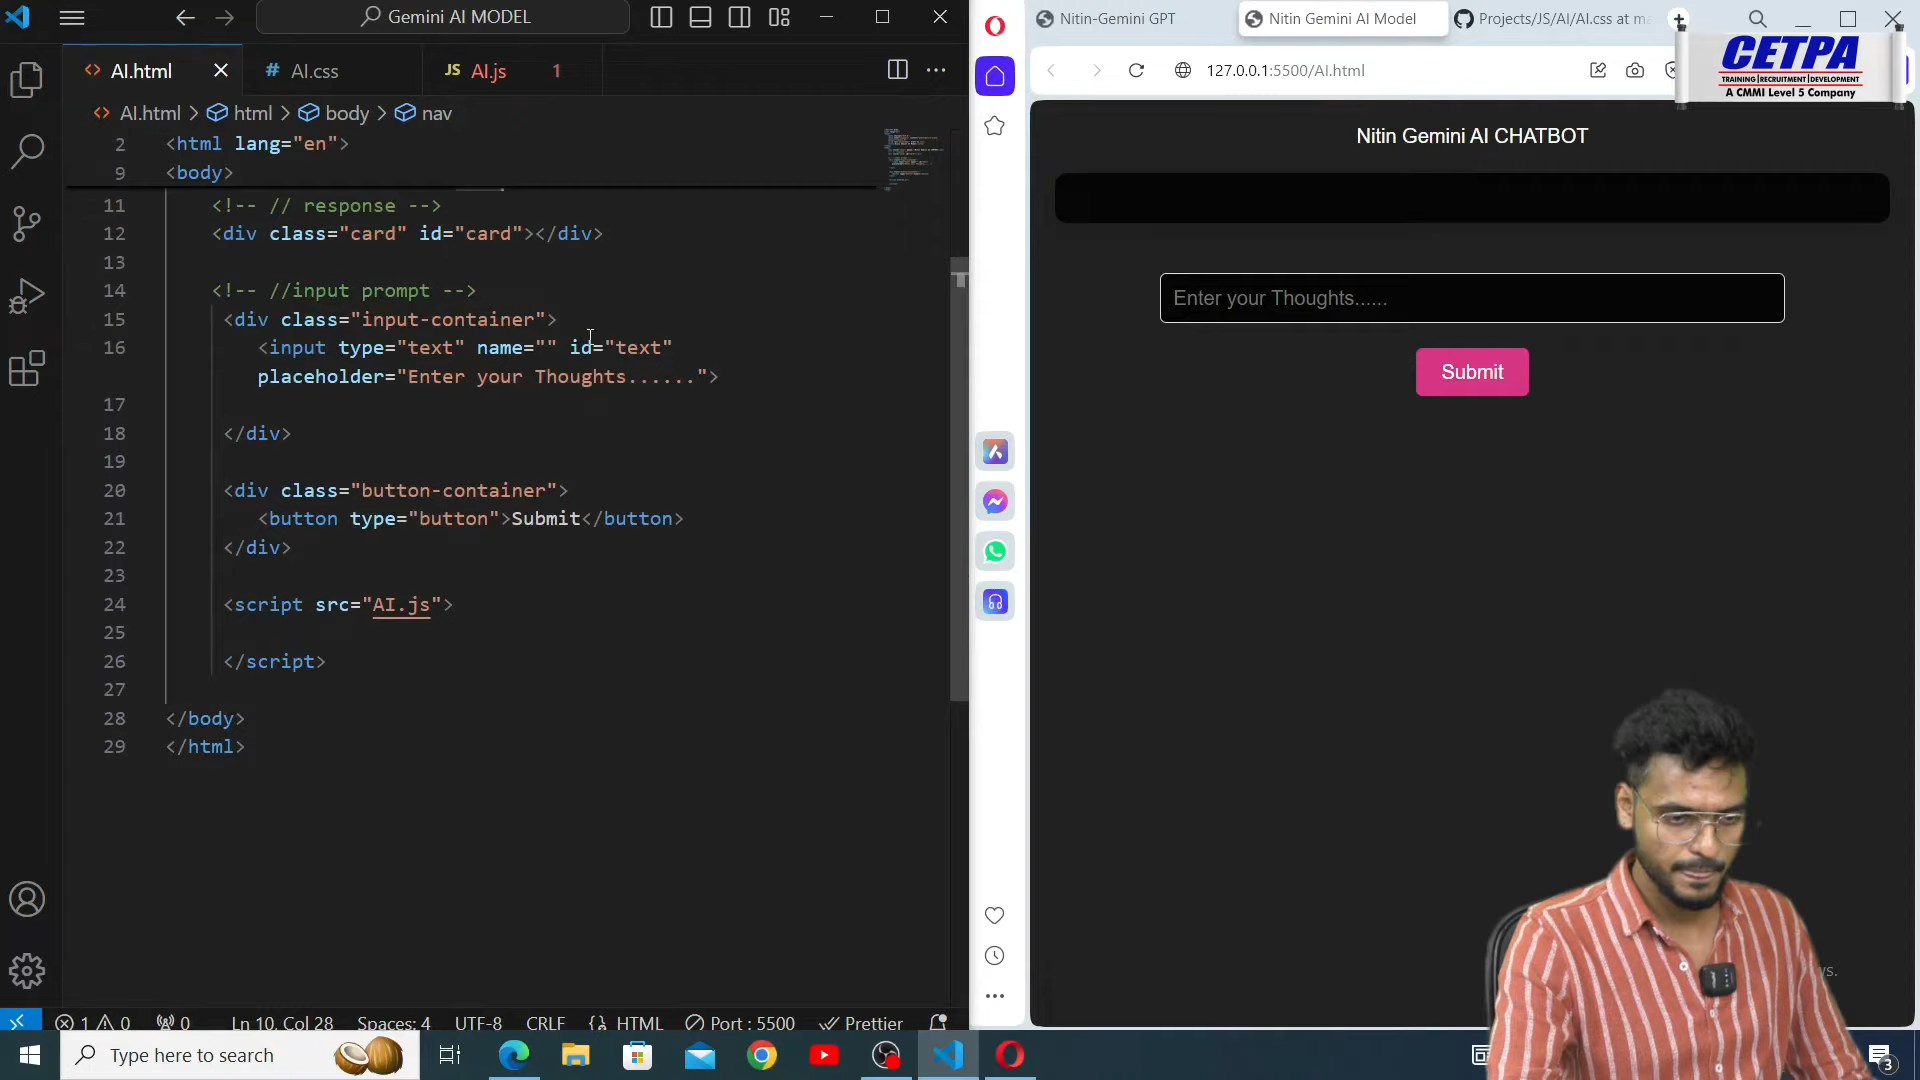 Gemini AI MODEL
AI.html
# AI.css
JS AI.js 1
AI.html > html > body > nav
2 <html lang="en">
9 <body>
11 <!-- // response -->
12 <div class="card" id="card"></div>
13
14 <!-- //input prompt -->
15 <div class="input-container">
16 <input type="text" name="" id="text"
placeholder="Enter your Thoughts......">
17
18 </div>
19
20 <div class="button-container">
21 <button type="button">Submit</button>
22 </div>
23
24 <script src="AI.js">
25
26 </script>
27
28 </body>
29 </html>
1 0 0 Ln 10, Col 28 Spaces: 4 UTF-8 CRLF {} HTML Port : 5500 Prettier
Type here to search
Nitin-Gemini GPT
Nitin Gemini AI Model
Projects/JS/AI/AI.css at ma
127.0.0.1:5500/AI.html
CETPA
TRAINING|RECRUITMENT|DEVELOPMENT
A CMMI Level 5 Company
Nitin Gemini AI CHATBOT
Enter your Thoughts......
Submit
3